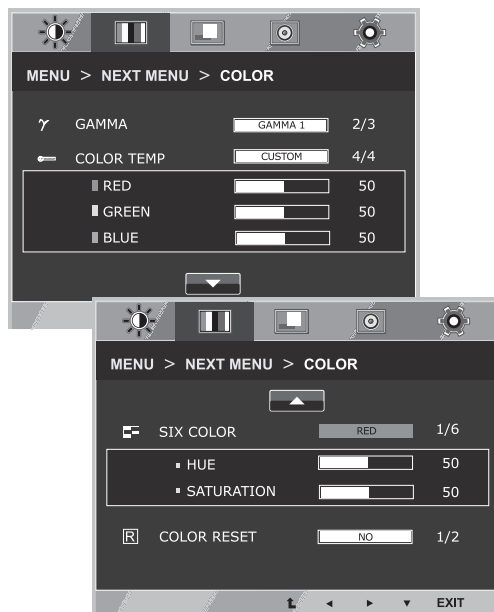 MENU > NEXT MENU > COLOR
γ GAMMA GAMMA 1 2/3
COLOR TEMP CUSTOM 4/4
RED 50
GREEN 50
BLUE 50
MENU > NEXT MENU > COLOR
SIX COLOR RED 1/6
HUE 50
SATURATION 50
R COLOR RESET NO 1/2
EXIT